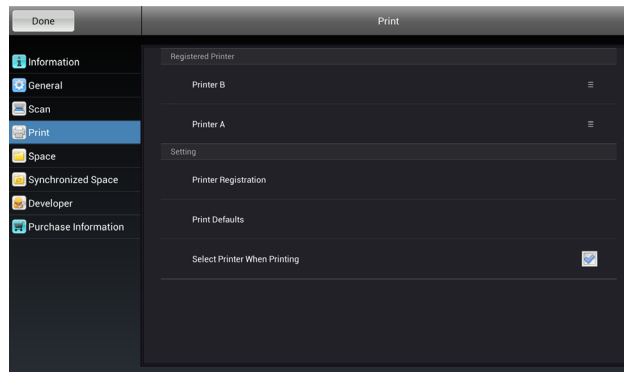 Done
Print
Information
General
Scan
Print
Space
Synchronized Space
Developer
Purchase Information
Registered Printer
Printer B
Printer A
Setting
Printer Registration
Print Defaults
Select Printer When Printing